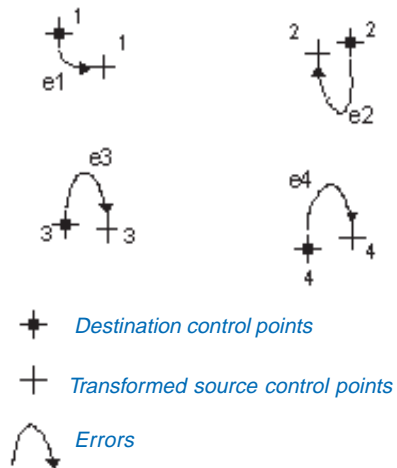 1
1
e1
2
2
e2
e3
3
3
e4
4
4
Destination control points
Transformed source control points
Errors